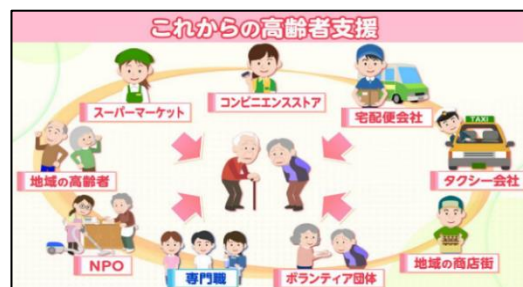 これからの高齢者支援
スーパーマーケット
コンビニエンスストア
宅配便会社
地域の高齢者
TAXI
タクシー会社
NPO
専門職
ボランティア団体
地域の商店街